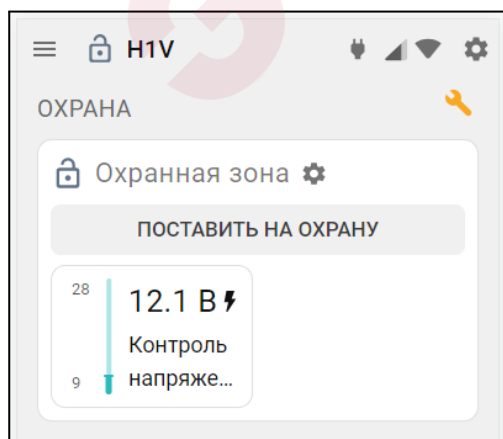 H1V
ОХРАНА
Охранная зона
ПОСТАВИТЬ НА ОХРАНУ
28
12.1 В
Контроль
9
напряже...